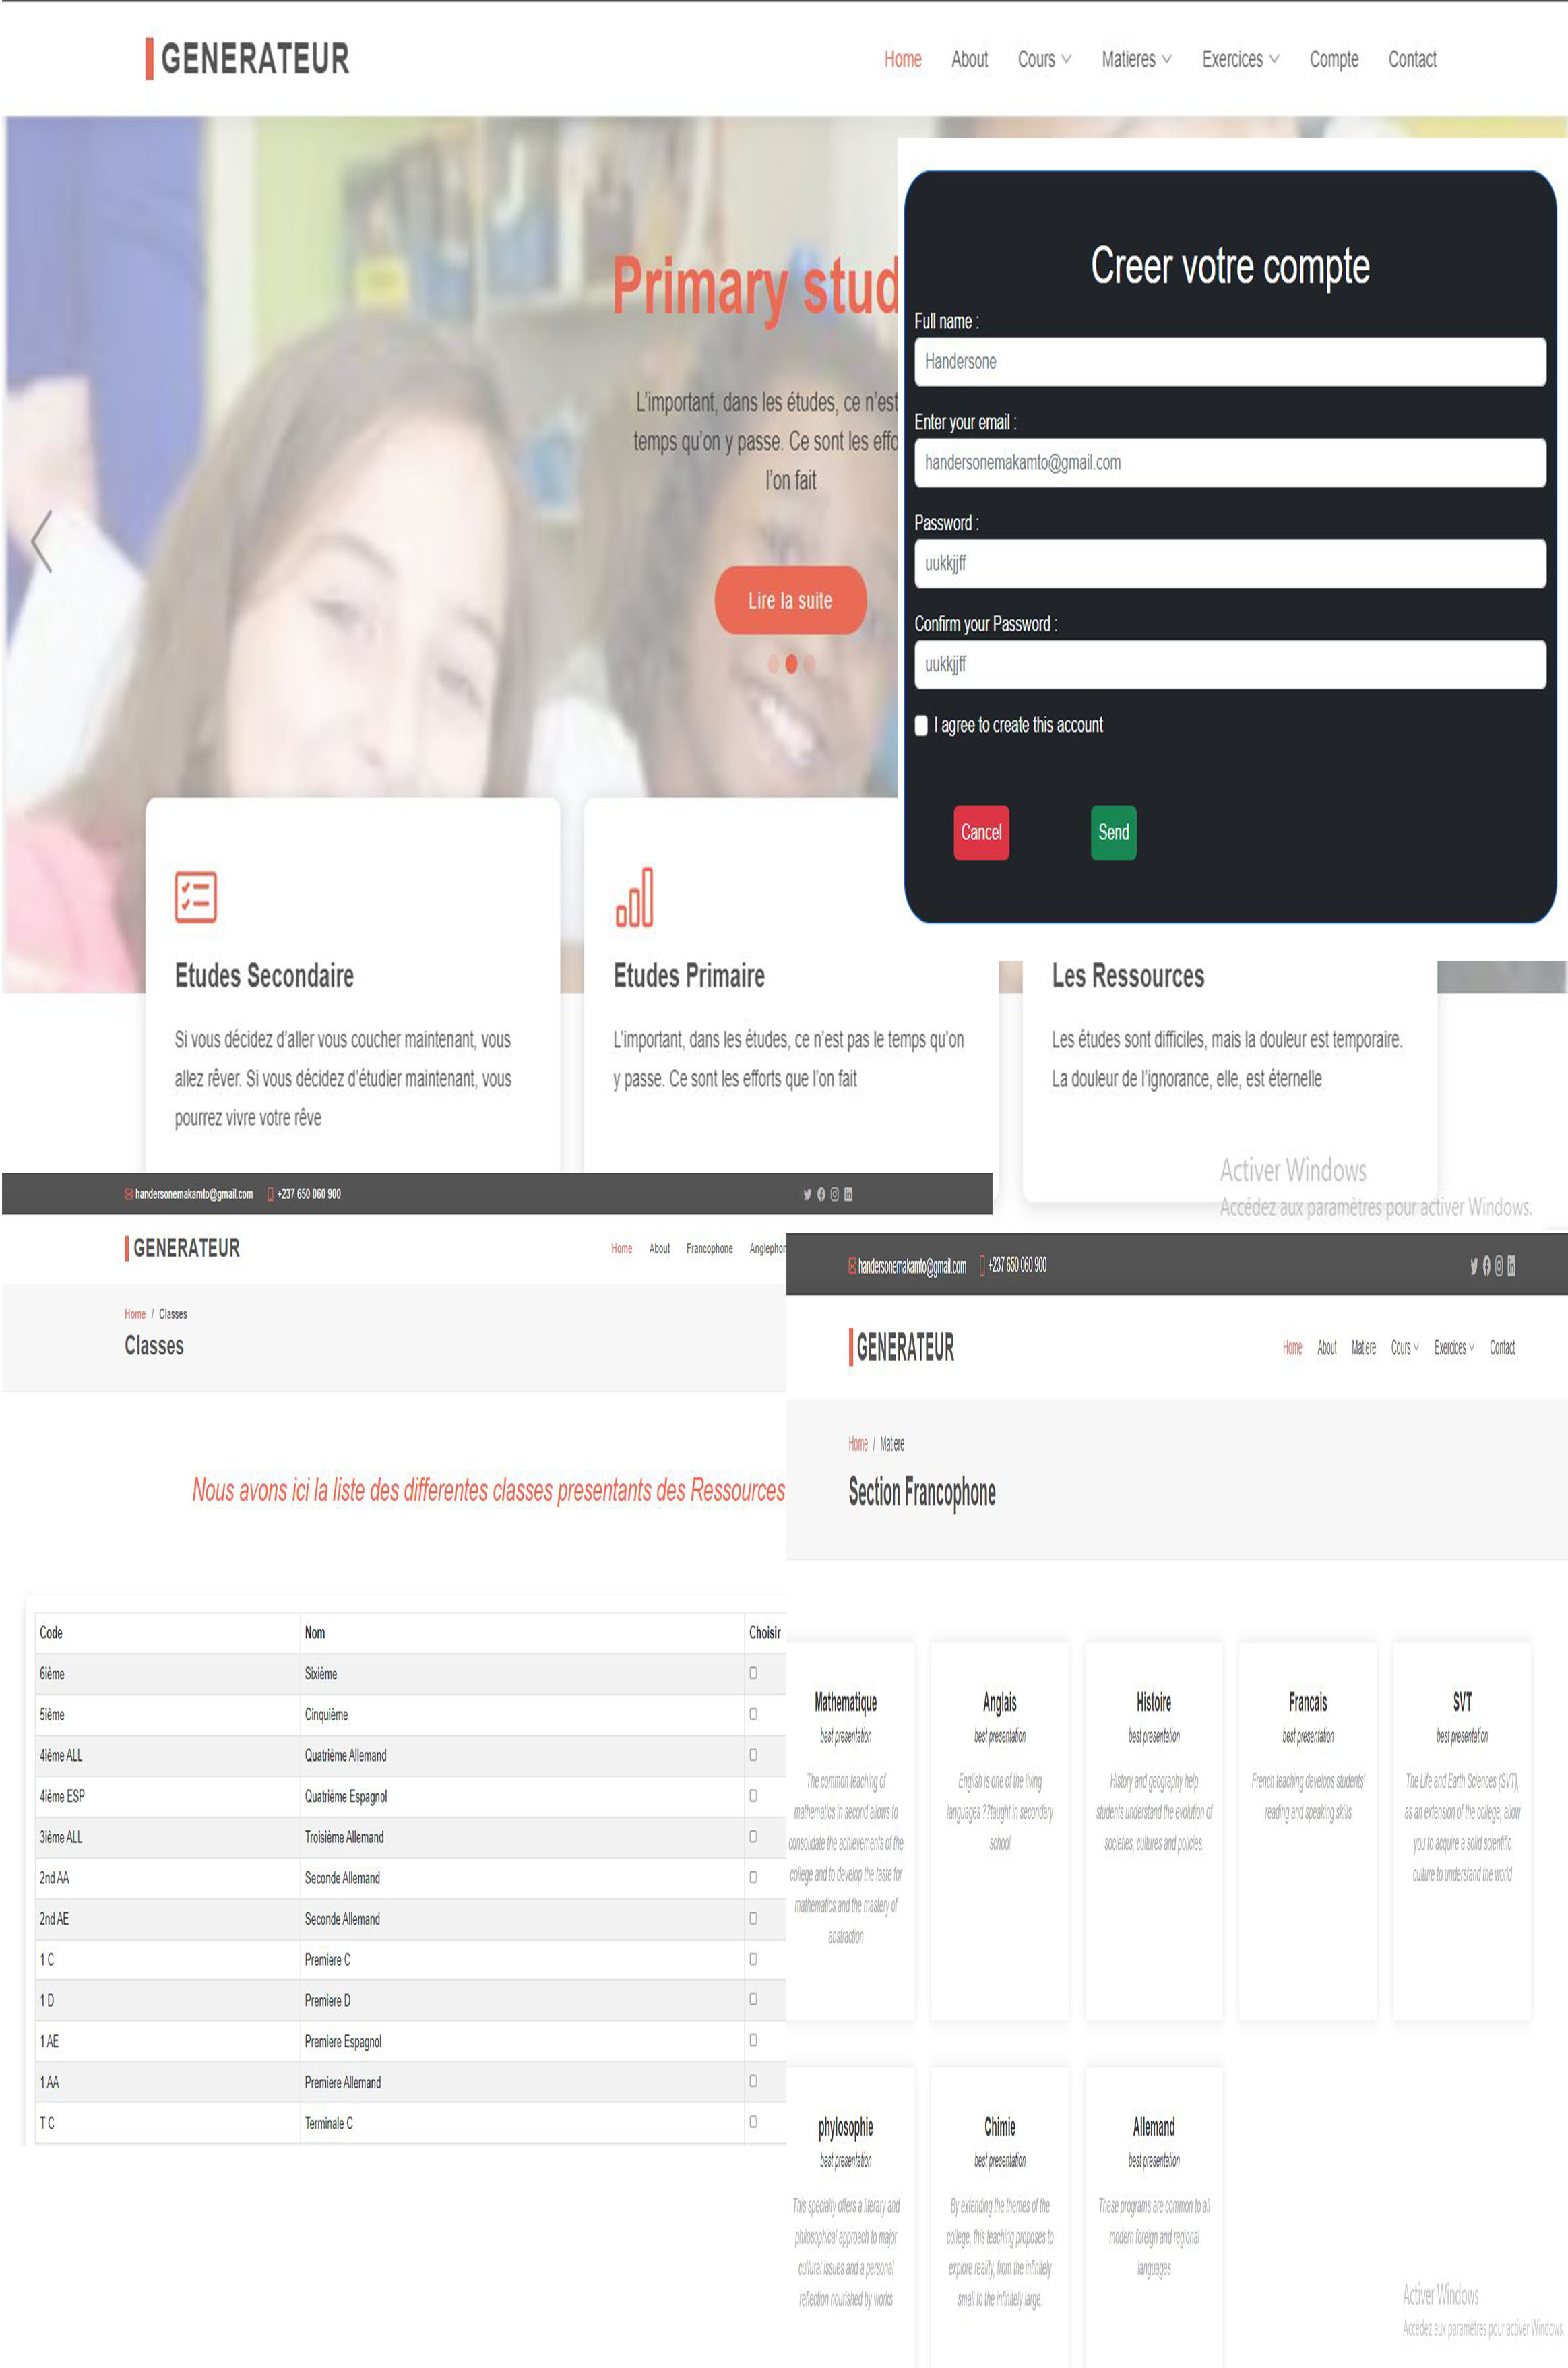 GENERATEUR
Home About Cours Matieres Exercices Compte Contact
Primary stud
L'important, dans les études, ce n'est
temps qu'on y passe. Ce sont les effo
l'on fait
Lire la suite
Creer votre compte
Full name :
Handersone
Enter your email :
handersonemakamto@gmail.com
Password :
uukkjjff
Confirm your Password :
uukkjjff
I agree to create this account
Cancel Send
Etudes Secondaire
Si vous décidez d'aller vous coucher maintenant, vous
allez rêver. Si vous décidez d'étudier maintenant, vous
pourrez vivre votre rêve
Etudes Primaire
L'important, dans les études, ce n'est pas le temps qu'on
y passe. Ce sont les efforts que l'on fait
Les Ressources
Les études sont difficiles, mais la douleur est temporaire.
La douleur de l'ignorance, elle, est éternelle
Activer Windows
Accédez aux paramètres pour activer Windows.
handersonemakamto@gmail.com +237 650 060 900
GENERATEUR
Home About Francophone Anglephon
Home / Classes
Classes
Nous avons ici la liste des differentes classes presentants des Ressources
Code Nom Choisir
6ième Sixième
5ième Cinquième
4ième ALL Quatrième Allemand
4ième ESP Quatrième Espagnol
3ième ALL Troisième Allemand
2nd AA Seconde Allemand
2nd AE Seconde Allemand
1 C Premiere C
1 D Premiere D
1 AE Premiere Espagnol
1 AA Premiere Allemand
T C Terminale C
handersonemakamto@gmail.com +237 650 060 900
GENERATEUR
Home About Matiere Cours Exercices Contact
Home / Matiere
Section Francophone
Mathematique
best presentation
The common teaching of
mathematics in second allows to
consolidate the achievements of the
college and to develop the taste for
mathematics and the mastery of
abstraction
Anglais
best presentation
English is one of the living
languages ??taught in secondary
school
Histoire
best presentation
History and geography help
students understand the evolution of
societies, cultures and policies.
Francais
best presentation
French teaching develops students'
reading and speaking skills
SVT
best presentation
The Life and Earth Sciences (SVT),
as an extension of the college, allow
you to acquire a solid scientific
culture to understand the world
phylosophie
best presentation
This specialty offers a literary and
philosophical approach to major
cultural issues and a personal
reflection nourished by works
Chimie
best presentation
By extending the themes of the
college, this teaching proposes to
explore reality, from the infinitely
small to the infinitely large.
Allemand
best presentation
These programs are common to all
modern foreign and regional
languages
Activer Windows
Accédez aux paramètres pour activer Windows.